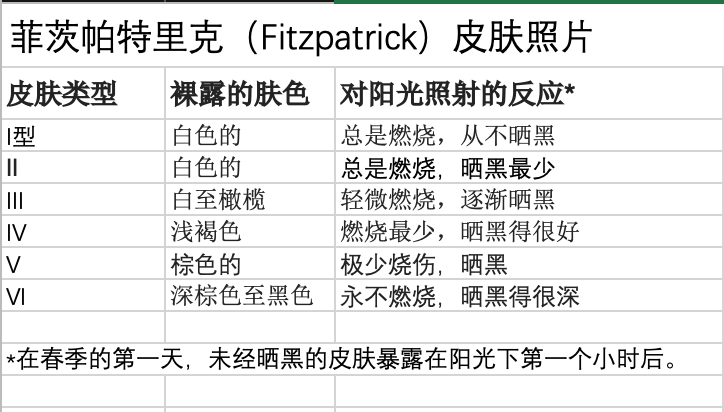 菲茨帕特里克（Fitzpatrick）皮肤照片
皮肤类型 裸露的肤色 对阳光照射的反应*
I型 白色的 总是燃烧，从不晒黑
II 白色的 总是燃烧，晒黑最少
III 白至橄榄 轻微燃烧，逐渐晒黑
IV 浅褐色 燃烧最少，晒黑得很好
V 棕色的 极少烧伤，晒黑
VI 深棕色至黑色 永不燃烧，晒黑得很深
*在春季的第一天，未经晒黑的皮肤暴露在阳光下第一个小时后。